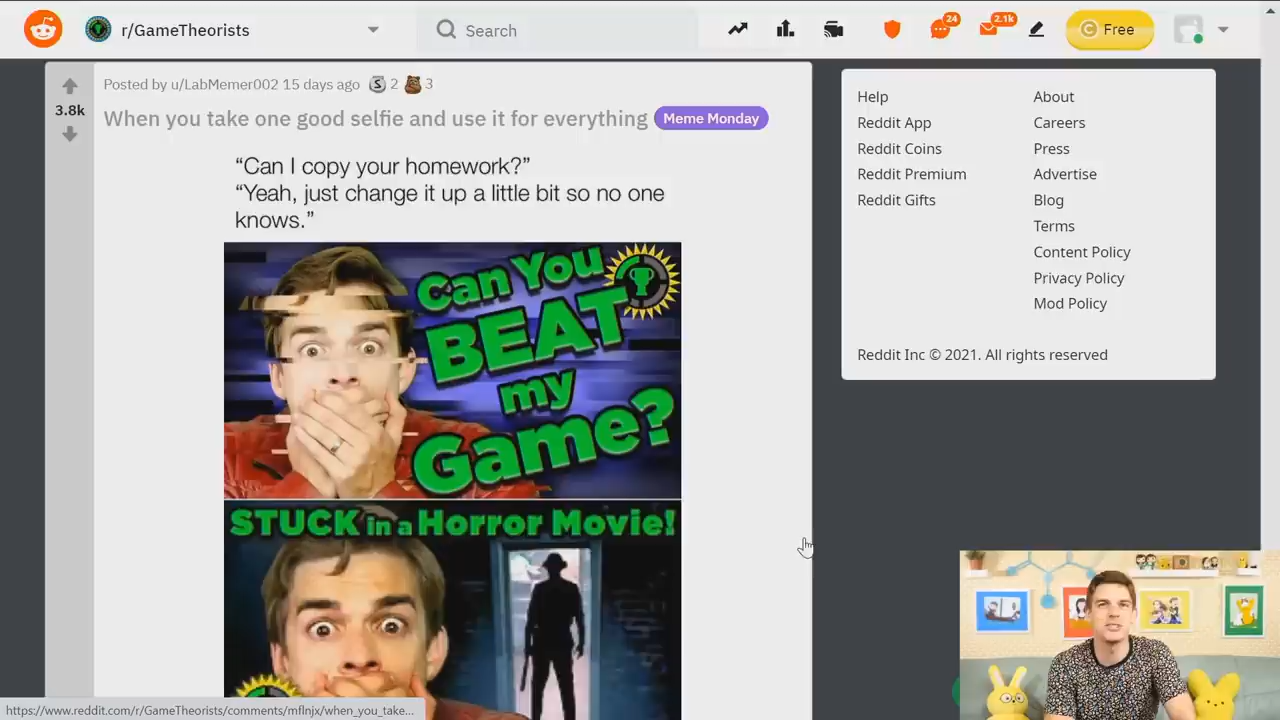 r/GameTheorists
Search
24
2.1k
Free
Posted by u/LabMemer002 15 days ago
S 2 3
3.8k
When you take one good selfie and use it for everything
Meme Monday
“Can I copy your homework?”
“Yeah, just change it up a little bit so no one
knows.”
Can You
BEAT
my
Game?
STUCK in a Horror Movie!
Help
Reddit App
Reddit Coins
Reddit Premium
Reddit Gifts
About
Careers
Press
Advertise
Blog
Terms
Content Policy
Privacy Policy
Mod Policy
Reddit Inc © 2021. All rights reserved
https://www.reddit.com/r/GameTheorists/comments/mflnjx/when_you_take...